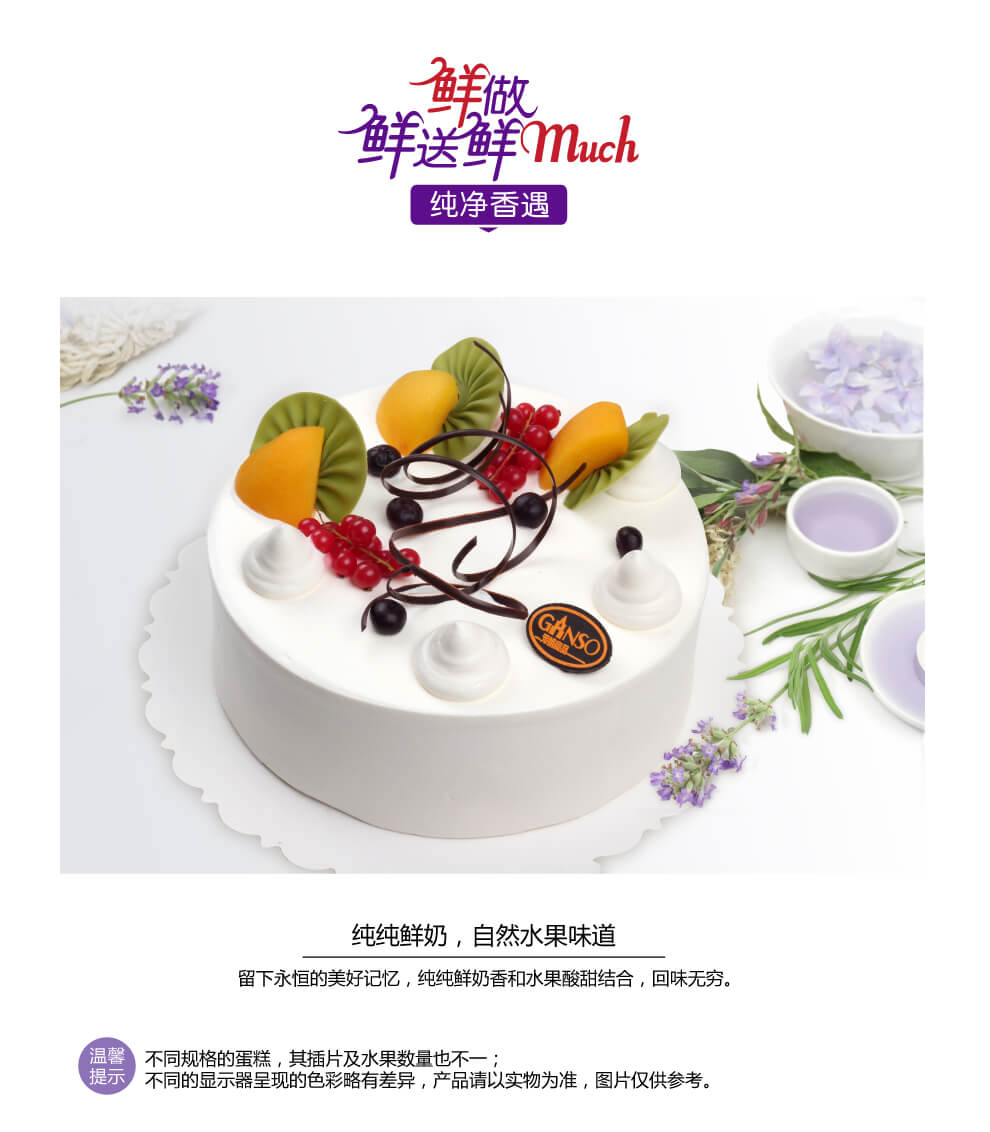 鲜做
鲜送鲜much
纯净香遇
GANSO
纯纯鲜奶，自然水果味道
留下永恒的美好记忆，纯纯鲜奶香和水果酸甜结合，回味无穷。
温馨
提示
不同规格的蛋糕，其插片及水果数量也不一；
不同的显示器呈现的色彩略有差异，产品请以实物为准，图片仅供参考。